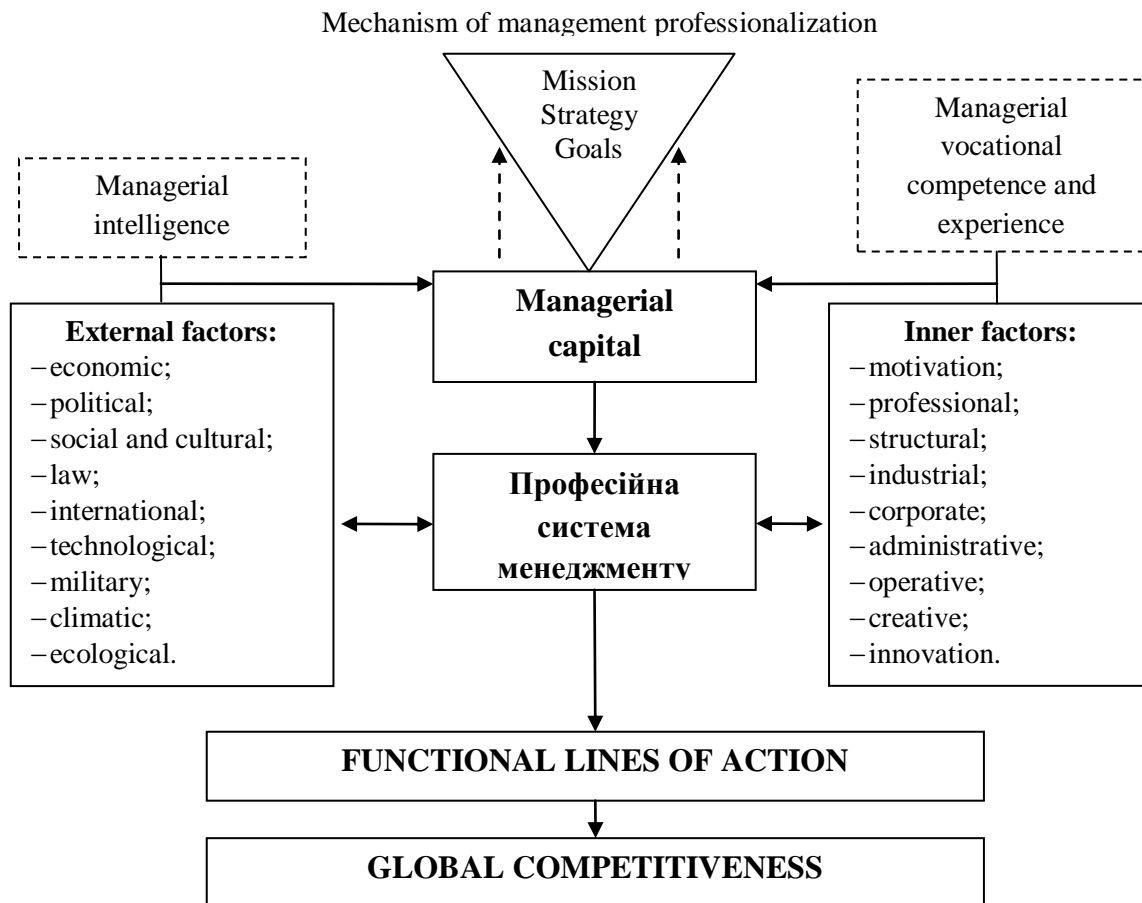 Mechanism of management professionalization
Mission
Strategy
Goals
Managerial
intelligence
Managerial
vocational
competence and
experience
Managerial
capital
External factors:
–economic;
–political;
–social and cultural;
–law;
–international;
–technological;
–military;
–climatic;
–ecological.
Професійна
система
менеджменту
Inner factors:
–motivation;
–professional;
–structural;
–industrial;
–corporate;
–administrative;
–operative;
–creative;
–innovation.
FUNCTIONAL LINES OF ACTION
GLOBAL COMPETITIVENESS